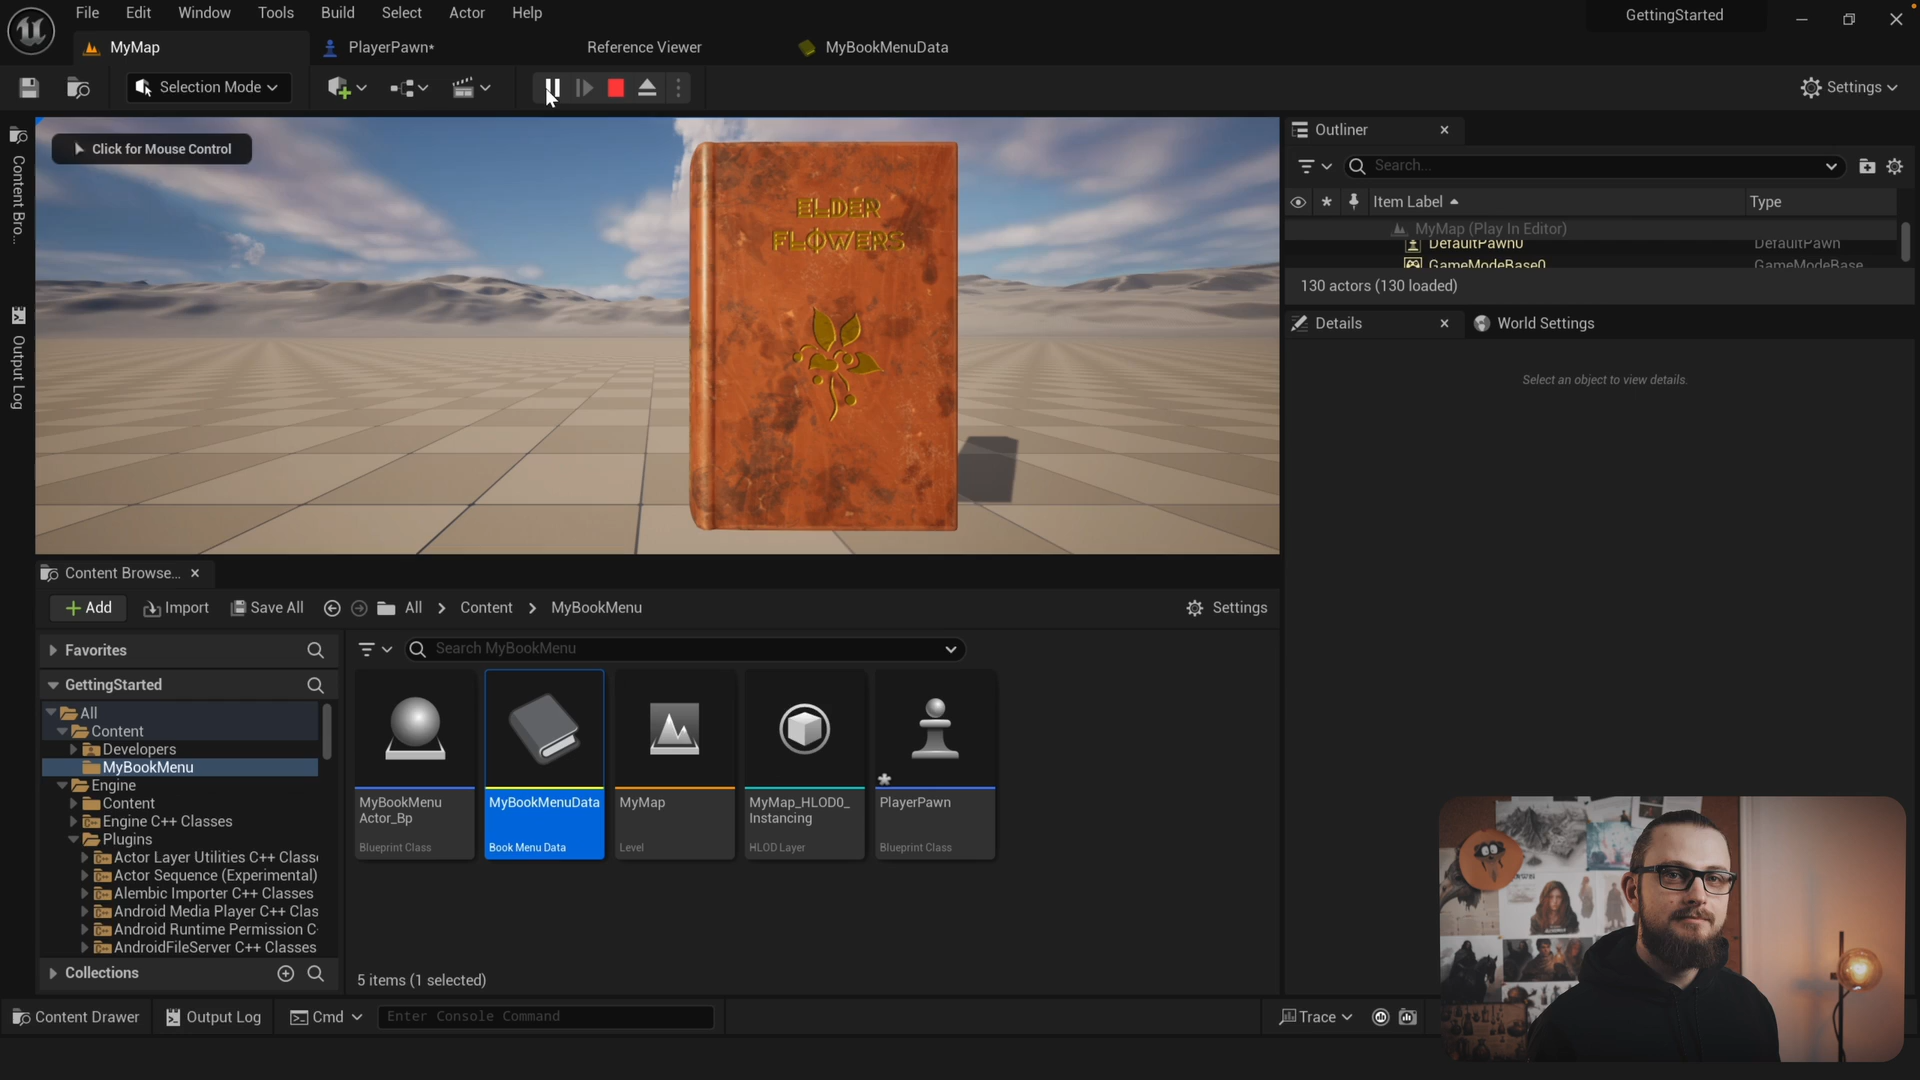 File Edit Window Tools Build Select Actor Help
GettingStarted
MyMap
PlayerPawn*
Reference Viewer
MyBookMenuData
Selection Mode
Settings
Click for Mouse Control
ELDER
FLOWERS
Content Bro...
Output Log
Outliner
Search...
Item Label
Type
MyMap (Play In Editor)
DefaultPawn0
DefaultPawn
GameModeBase0
GameModeBase
130 actors (130 loaded)
Details
World Settings
Select an object to view details.
Content Browse...
Add
Import
Save All
All
Content
MyBookMenu
Settings
Favorites
Search MyBookMenu
GettingStarted
All
Content
Developers
MyBookMenu
Engine
Content
Engine C++ Classes
Plugins
Actor Layer Utilities C++ Class
Actor Sequence (Experimental)
Alembic Importer C++ Classes
Android Media Player C++ Clas
Android Runtime Permission C
AndroidFileServer C++ Classes
Collections
MyBookMenu
Actor_Bp
Blueprint Class
MyBookMenuData
Book Menu Data
MyMap
Level
MyMap_HLOD0_
Instancing
HLOD Layer
PlayerPawn
Blueprint Class
5 items (1 selected)
Content Drawer
Output Log
Cmd
Enter Console Command
Trace